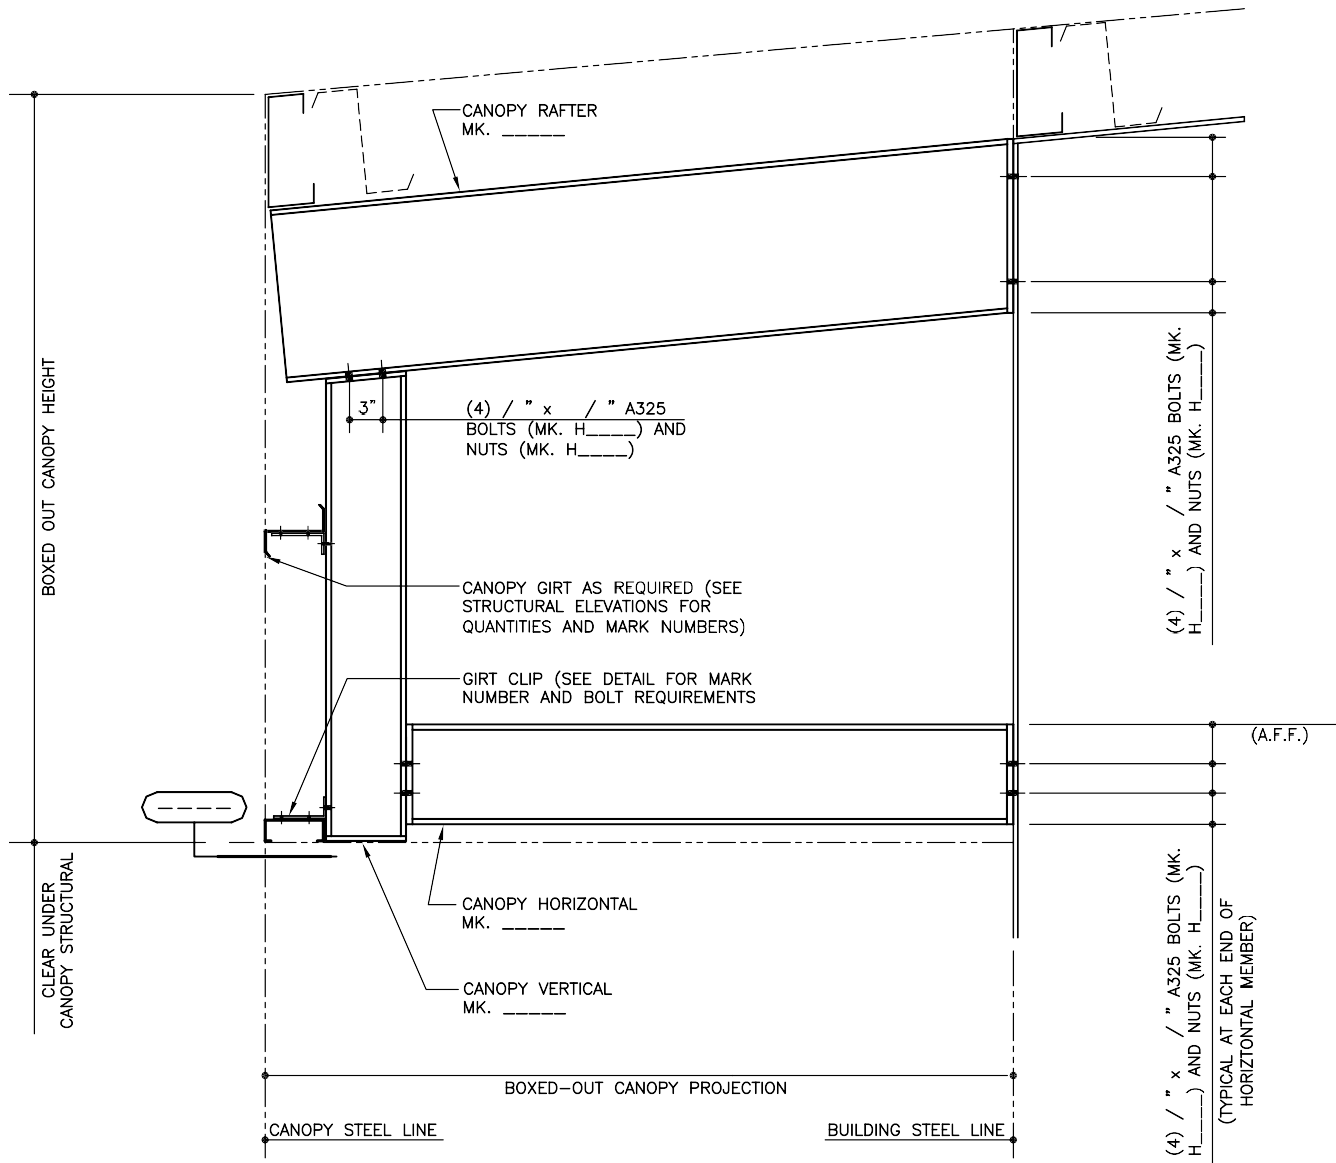 CANOPY RAFTER
MK. _____
BOXED OUT CANOPY HEIGHT
3"
(4) / " x / " A325
BOLTS (MK. H____) AND
NUTS (MK. H____)
(4) / " x / " A325 BOLTS (MK.
H____) AND NUTS (MK. H____)
CANOPY GIRT AS REQUIRED (SEE
STRUCTURAL ELEVATIONS FOR
QUANTITIES AND MARK NUMBERS)
GIRT CLIP (SEE DETAIL FOR MARK
NUMBER AND BOLT REQUIREMENTS
(A.F.F.)
CLEAR UNDER
CANOPY STRUCTURAL
CANOPY HORIZONTAL
MK. _____
CANOPY VERTICAL
MK. _____
(4) / " x / " A325 BOLTS (MK.
H____) AND NUTS (MK. H____)
(TYPICAL AT EACH END OF
HORIZTONTAL MEMBER)
BOXED-OUT CANOPY PROJECTION
CANOPY STEEL LINE
BUILDING STEEL LINE